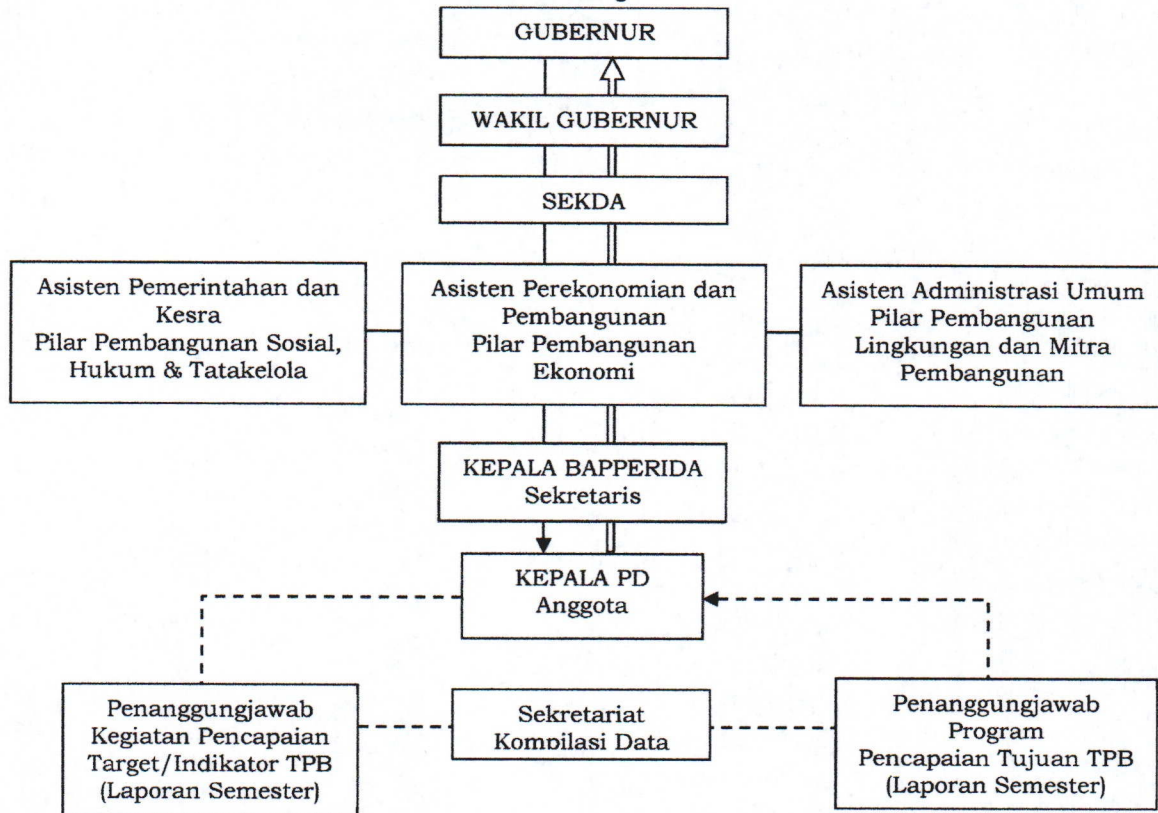 GUBERNUR
WAKIL GUBERNUR
SEKDA
Asisten Pemerintahan dan
Kesra
Pilar Pembangunan Sosial,
Hukum & Tatakelola
Asisten Perekonomian dan
Pembangunan
Pilar Pembangunan
Ekonomi
Asisten Administrasi Umum
Pilar Pembangunan
Lingkungan dan Mitra
Pembangunan
KEPALA BAPPERIDA
Sekretaris
KEPALA PD
Anggota
Penanggungjawab
Kegiatan Pencapaian
Target/Indikator TPB
(Laporan Semester)
Sekretariat
Kompilasi Data
Penanggungjawab
Program
Pencapaian Tujuan TPB
(Laporan Semester)